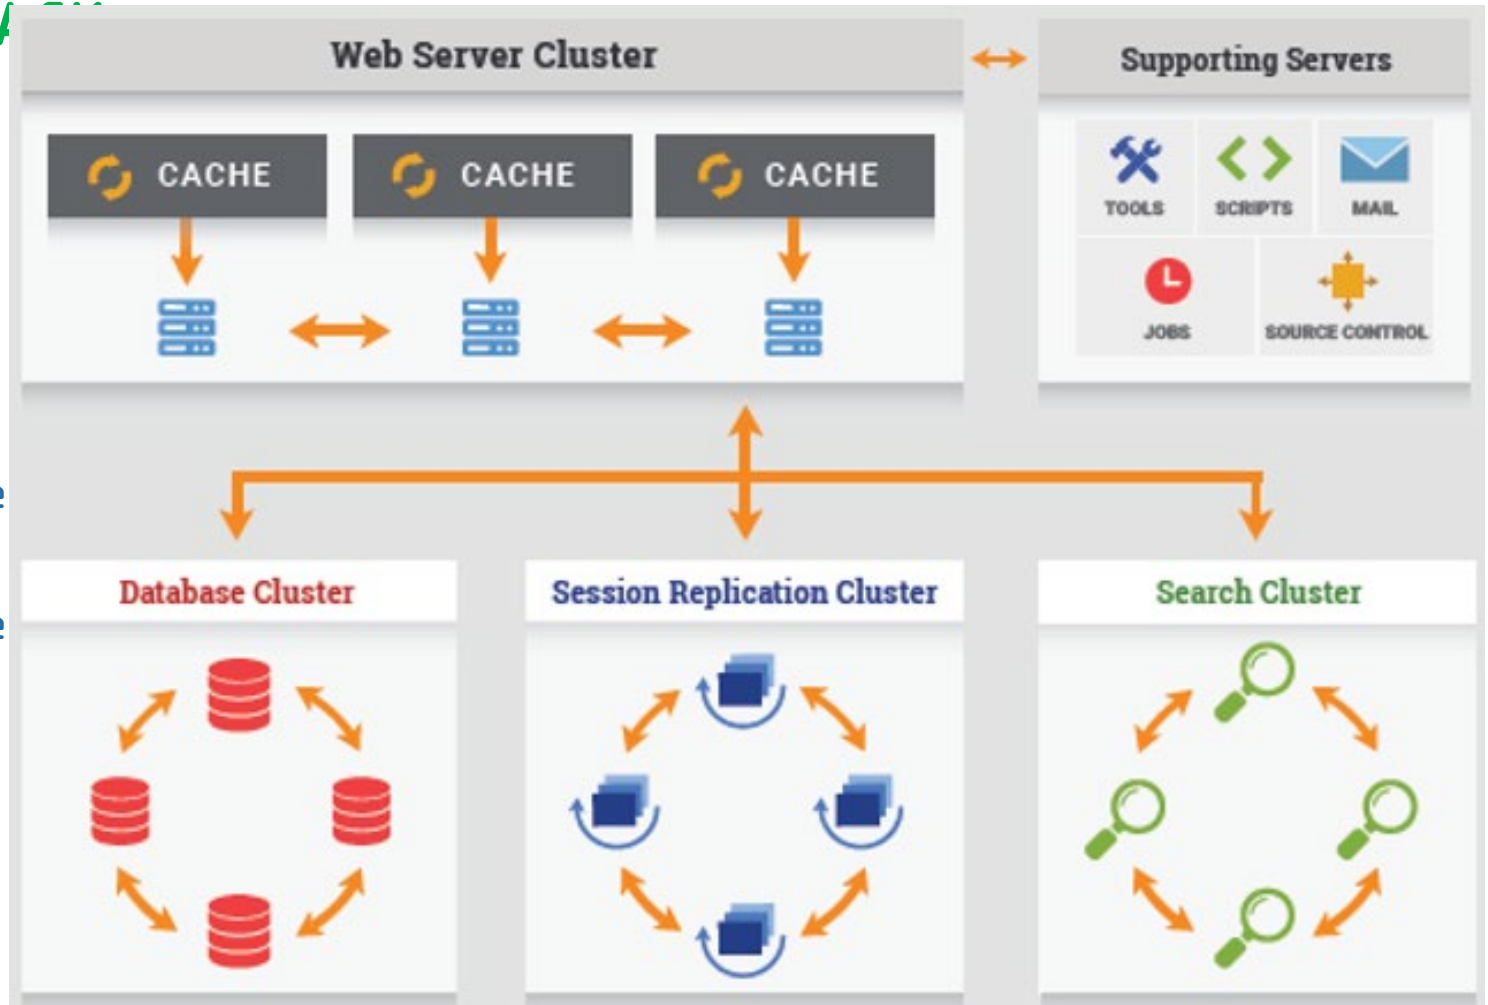 Web Server Cluster
Supporting Servers
CACHE
CACHE
CACHE
TOOLS
SCRIPTS
MAIL
JOBS
SOURCE CONTROL
e
Database Cluster
Session Replication Cluster
Search Cluster
e